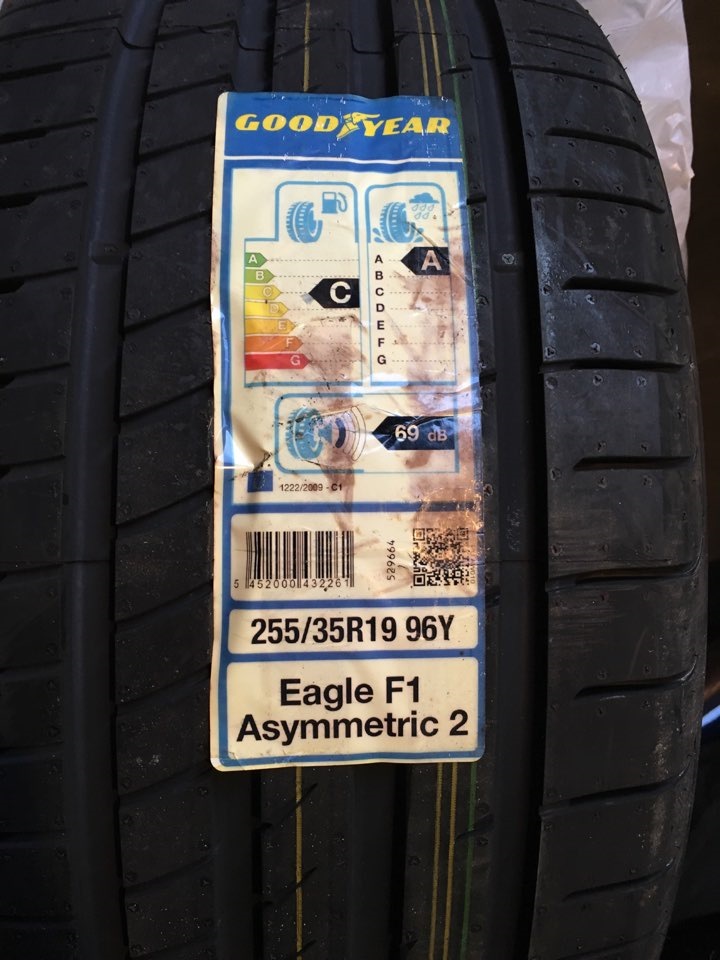 GOODYEAR
A
B
C
D
E
F
G
C
A
B
C
D
E
F
G
A
69 dB
1222/2009 - C1
5 452000 432261
529664
255/35R19 96Y
Eagle F1
Asymmetric 2